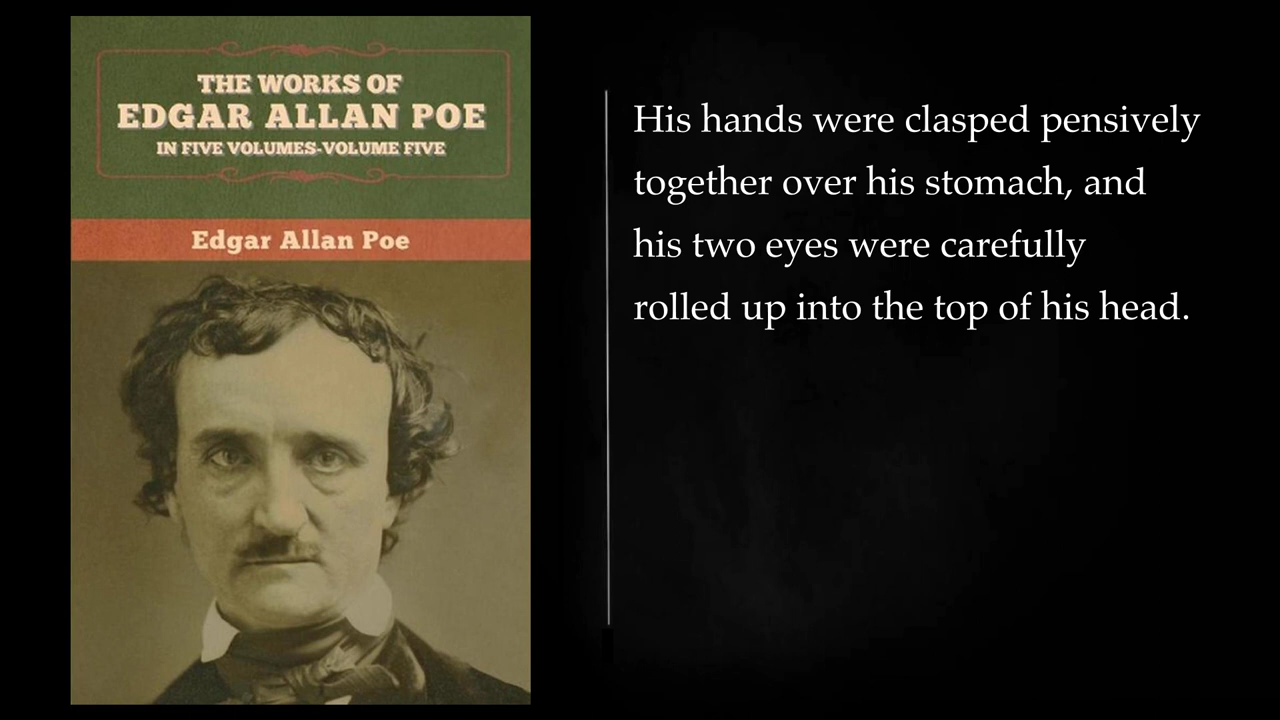 THE WORKS OF
EDGAR ALLAN POE
IN FIVE VOLUMES-VOLUME FIVE
Edgar Allan Poe
His hands were clasped pensively
together over his stomach, and
his two eyes were carefully
rolled up into the top of his head.